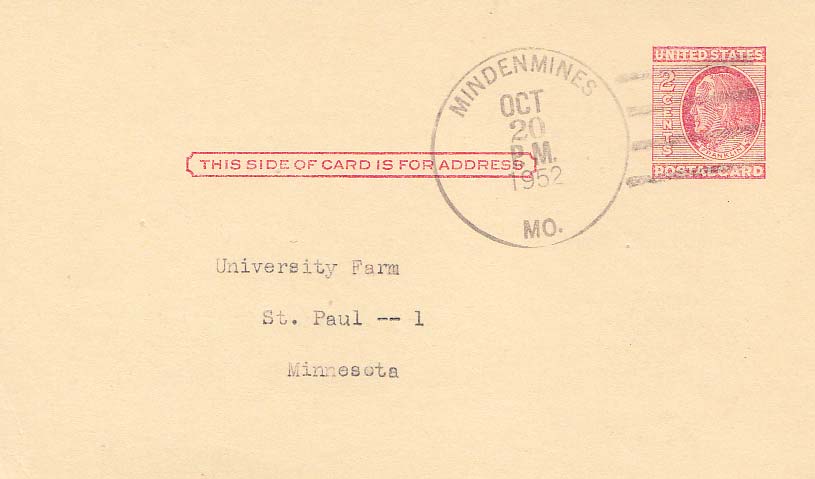 UNITED STATES
2 CENTS
FRANKLIN
POSTAL CARD
MINDENMINES
OCT
20
P.M.
1952
MO.
THIS SIDE OF CARD IS FOR ADDRESS
University Farm
St. Paul -- 1
Minnesota